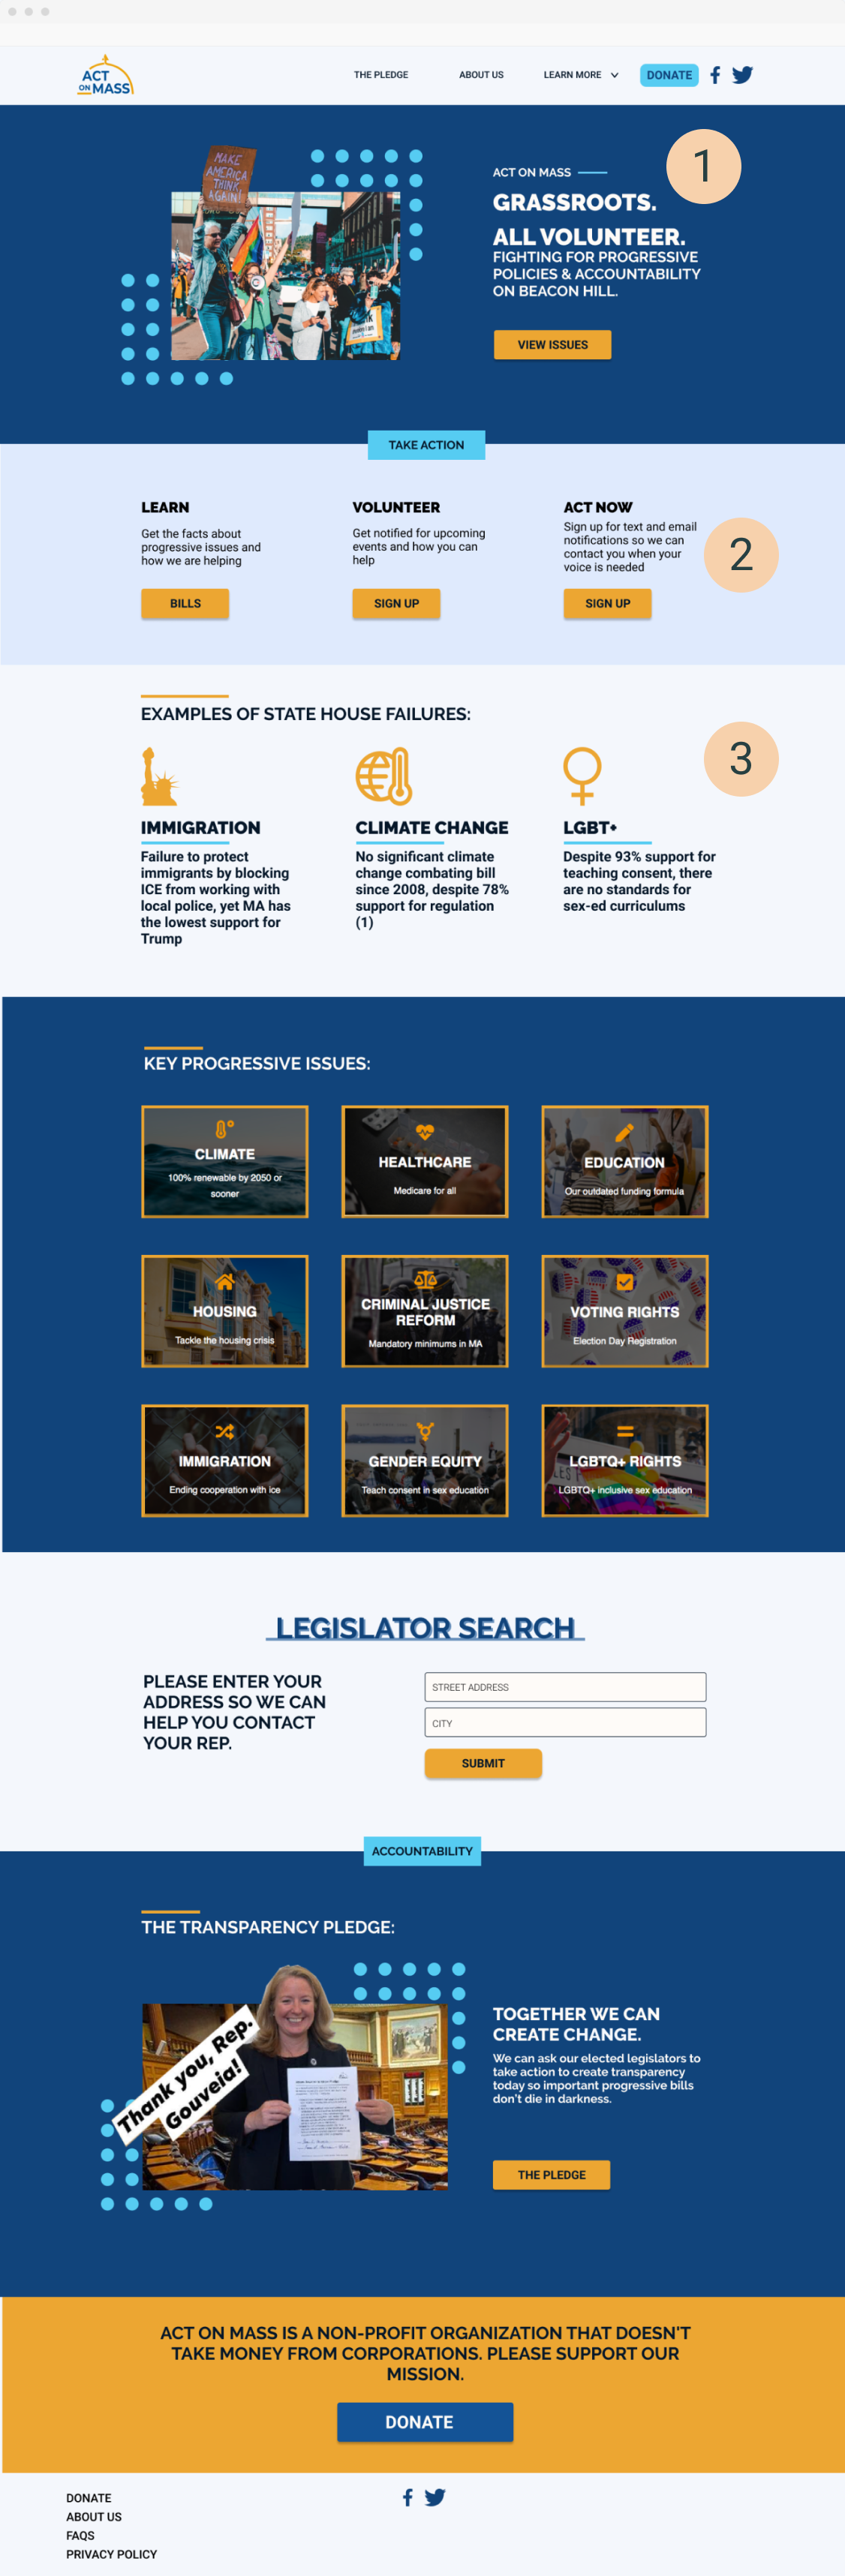 ACT
ON MASS
THE PLEDGE
ABOUT US
LEARN MORE
DONATE
MAKE
AMERICA
THINK
AGAIN!
ACT ON MASS
1
GRASSROOTS.
ALL VOLUNTEER.
FIGHTING FOR PROGRESSIVE
POLICIES & ACCOUNTABILITY
ON BEACON HILL.
VIEW ISSUES
TAKE ACTION
LEARN
Get the facts about
progressive issues and
how we are helping
BILLS
VOLUNTEER
Get notified for upcoming
events and how you can
help
SIGN UP
ACT NOW
Sign up for text and email
notifications so we can
contact you when your
voice is needed
SIGN UP
2
EXAMPLES OF STATE HOUSE FAILURES:
3
IMMIGRATION
Failure to protect
immigrants by blocking
ICE from working with
local police, yet MA has
the lowest support for
Trump
CLIMATE CHANGE
No significant climate
change combating bill
since 2008, despite 78%
support for regulation
(1)
LGBT+
Despite 93% support for
teaching consent, there
are no standards for
sex-ed curriculums
KEY PROGRESSIVE ISSUES:
CLIMATE
100% renewable by 2050 or
sooner
HEALTHCARE
Medicare for all
EDUCATION
Our outdated funding formula
HOUSING
Tackle the housing crisis
CRIMINAL JUSTICE
REFORM
Mandatory minimums in MA
VOTING RIGHTS
Election Day Registration
IMMIGRATION
Ending cooperation with ice
GENDER EQUITY
Teach consent in sex education
LGBTQ+ RIGHTS
LGBTQ+ inclusive sex education
LEGISLATOR SEARCH
PLEASE ENTER YOUR
ADDRESS SO WE CAN
HELP YOU CONTACT
YOUR REP.
STREET ADDRESS
CITY
SUBMIT
ACCOUNTABILITY
THE TRANSPARENCY PLEDGE:
Thank you, Rep.
Gouveia!
TOGETHER WE CAN
CREATE CHANGE.
We can ask our elected legislators to
take action to create transparency
today so important progressive bills
don't die in darkness.
THE PLEDGE
ACT ON MASS IS A NON-PROFIT ORGANIZATION THAT DOESN'T
TAKE MONEY FROM CORPORATIONS. PLEASE SUPPORT OUR
MISSION.
DONATE
DONATE
ABOUT US
FAQS
PRIVACY POLICY